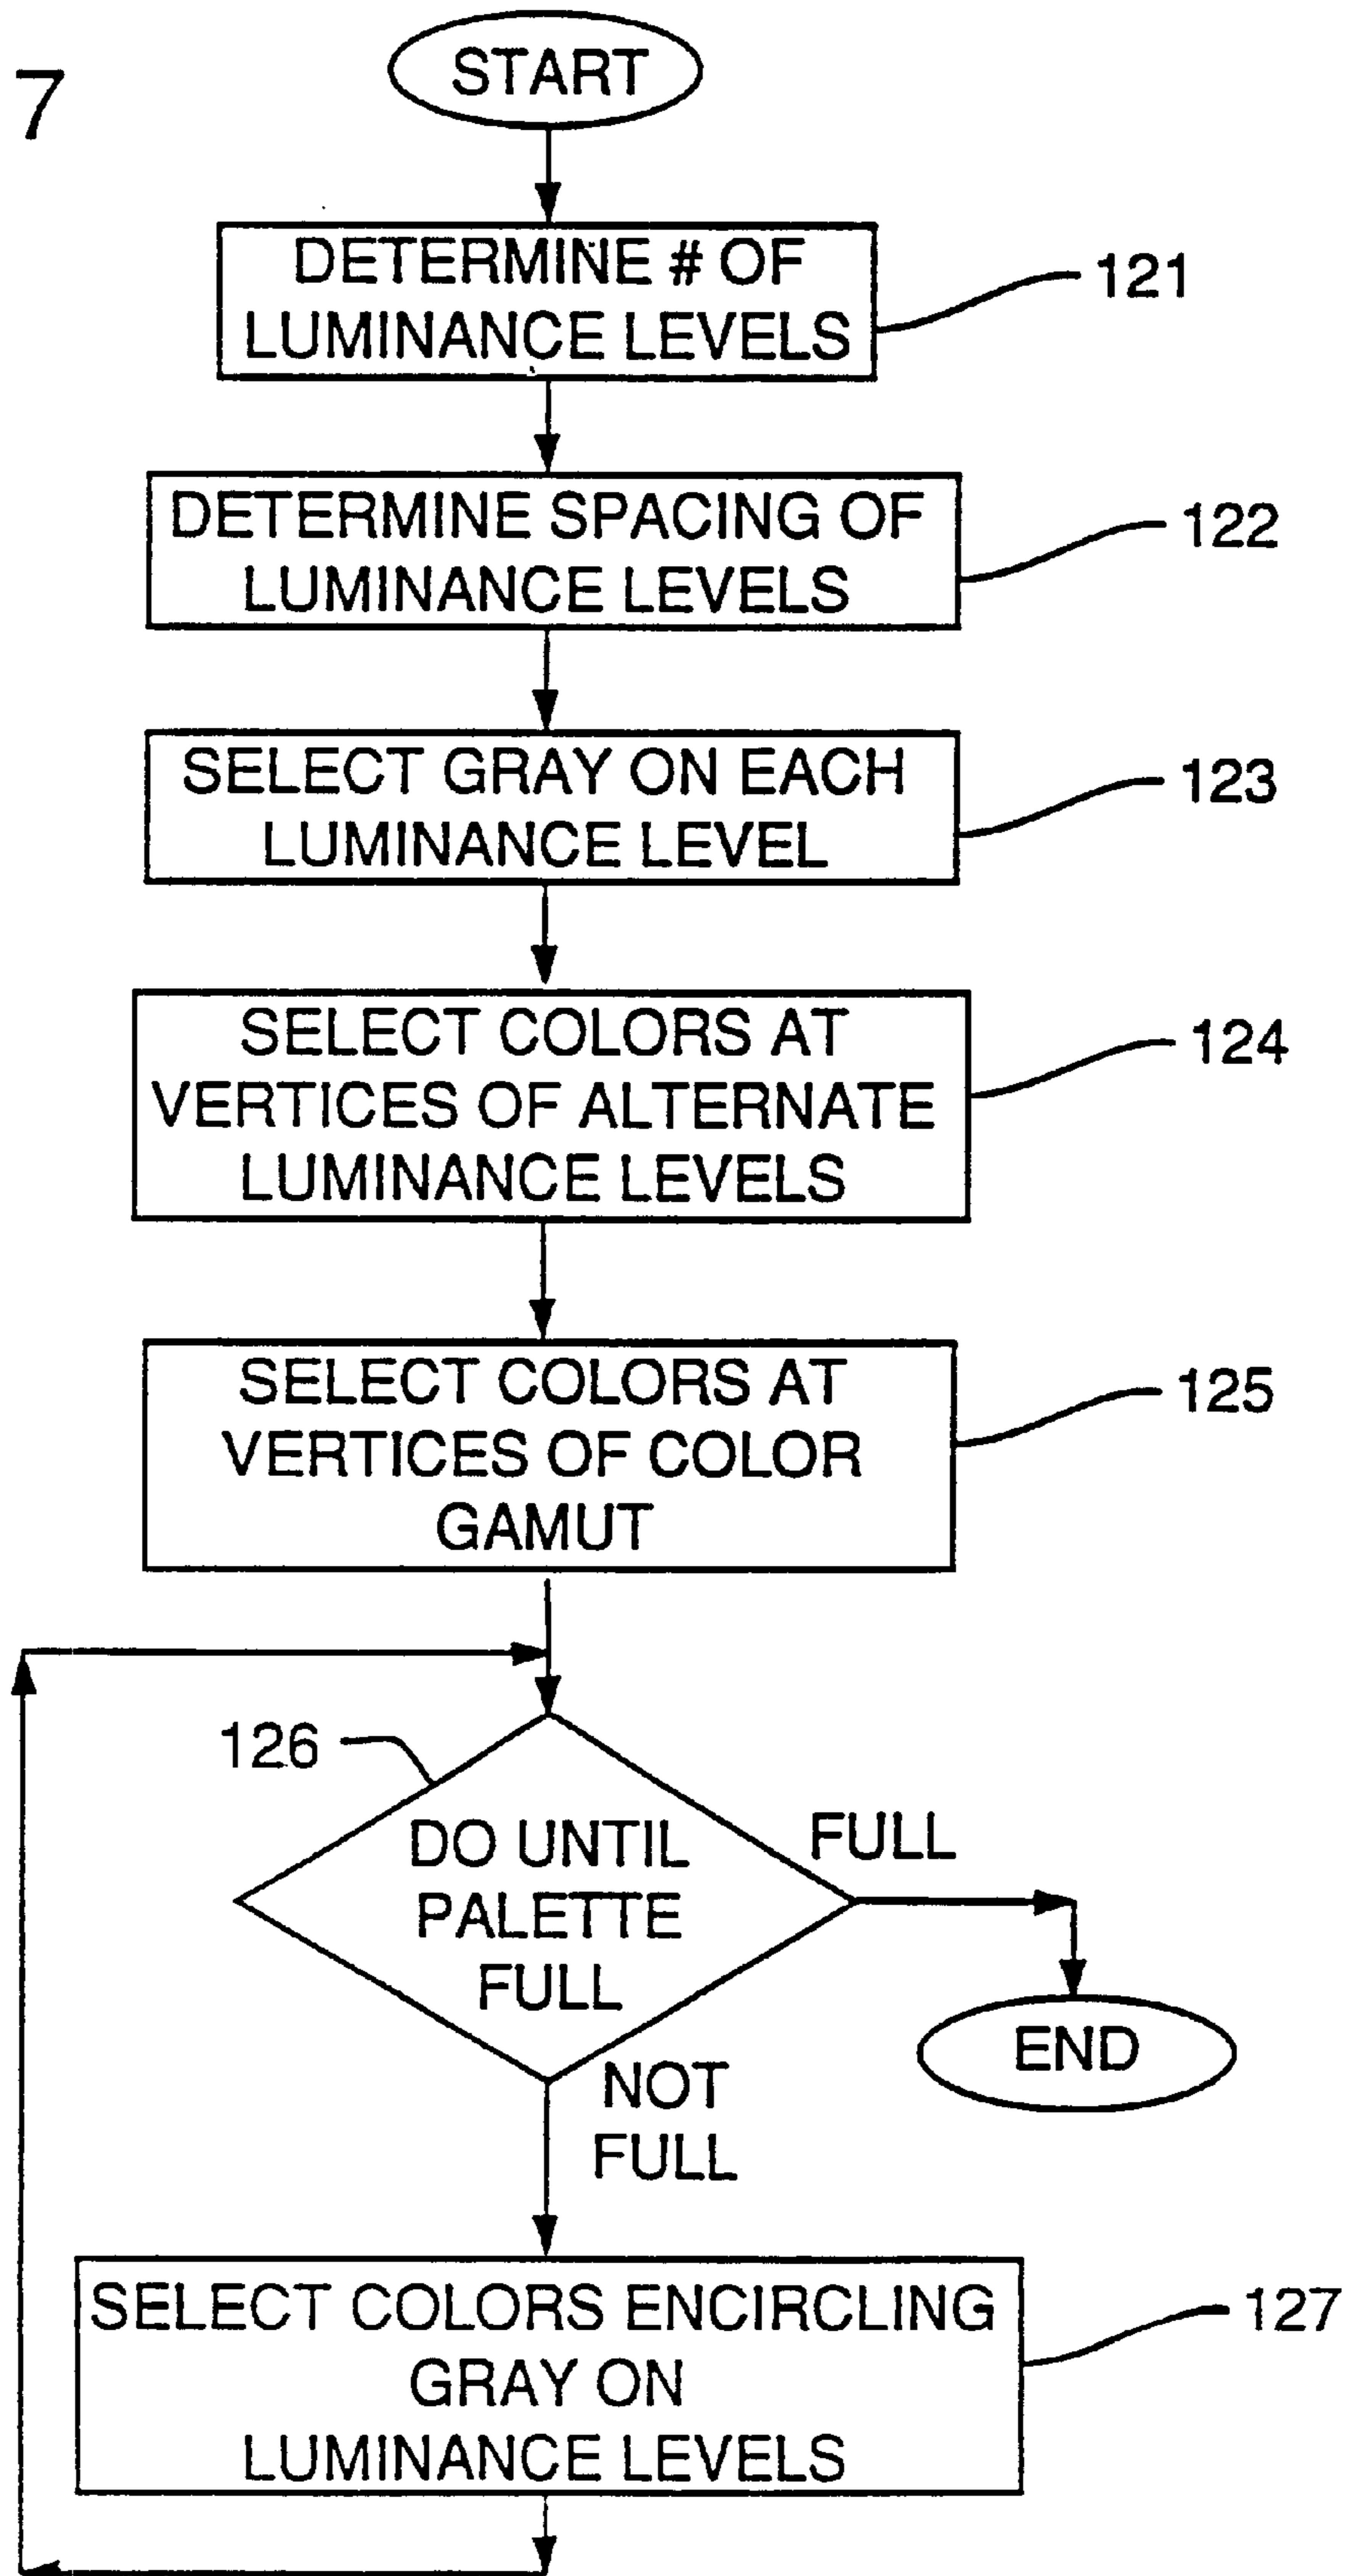 7
START
DETERMINE # OF
LUMINANCE LEVELS
121
DETERMINE SPACING OF
LUMINANCE LEVELS
122
SELECT GRAY ON EACH
LUMINANCE LEVEL
123
SELECT COLORS AT
VERTICES OF ALTERNATE
LUMINANCE LEVELS
124
SELECT COLORS AT
VERTICES OF COLOR
GAMUT
125
126
DO UNTIL
PALETTE
FULL
FULL
END
NOT
FULL
SELECT COLORS ENCIRCLING
GRAY ON
LUMINANCE LEVELS
127